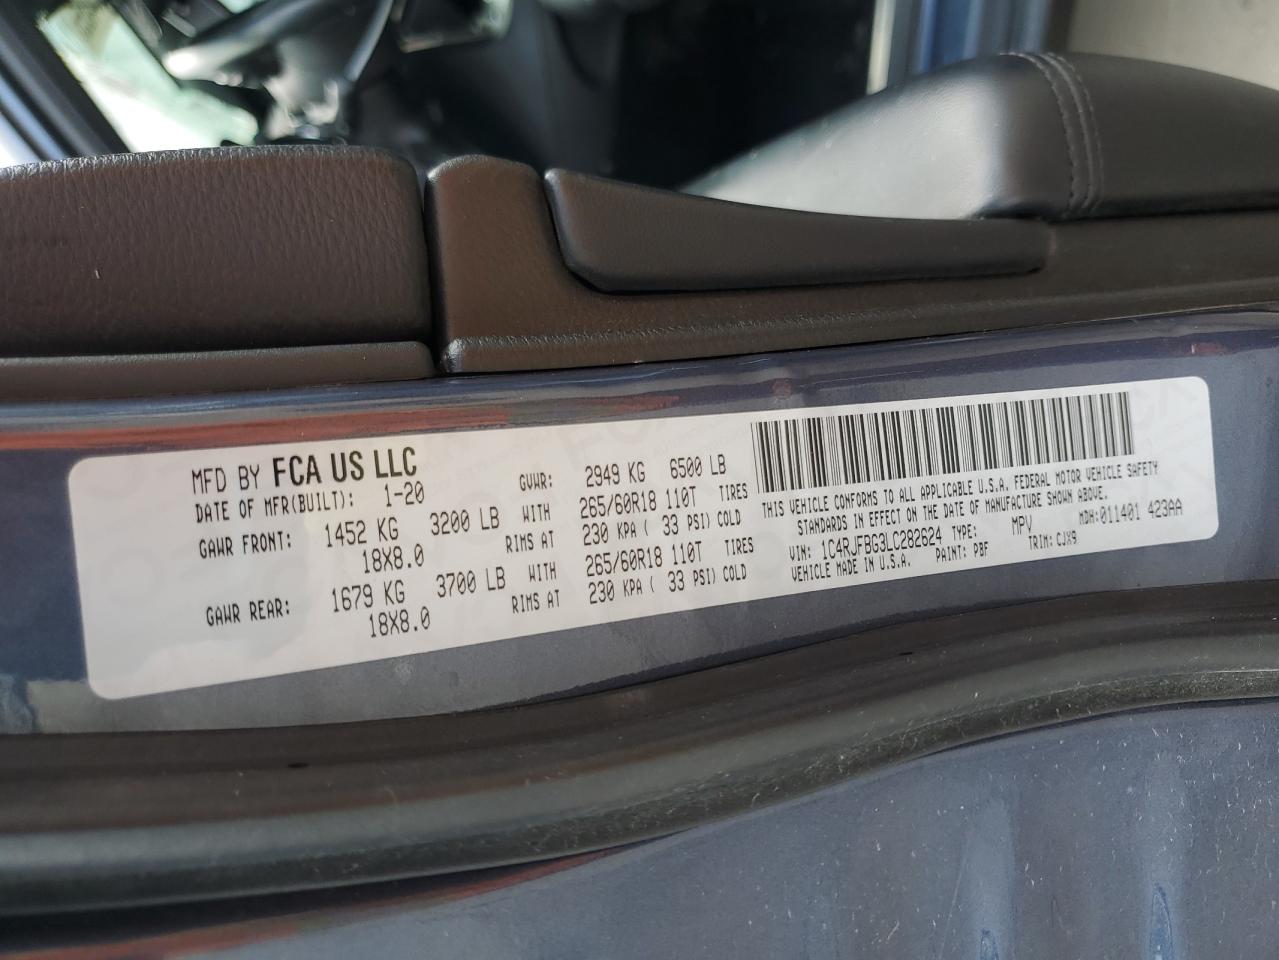 MFD BY FCA US LLC
DATE OF MFR(BUILT): 1-20 GVWR: 2949 KG 6500 LB
GAWR FRONT: 1452 KG 3200 LB WITH 265/60R18 110T TIRES
18X8.0 RIMS AT 230 KPA ( 33 PSI) COLD
GAWR REAR: 1679 KG 3700 LB WITH 265/60R18 110T TIRES
18X8.0 RIMS AT 230 KPA ( 33 PSI) COLD
THIS VEHICLE CONFORMS TO ALL APPLICABLE U.S.A. FEDERAL MOTOR VEHICLE SAFETY
STANDARDS IN EFFECT ON THE DATE OF MANUFACTURE SHOWN ABOVE.
VIN: 1C4RJFBG3LC282624 TYPE: MPV MDH:011401 423AA
VEHICLE MADE IN U.S.A. PAINT: PBF TRIM: CJX9